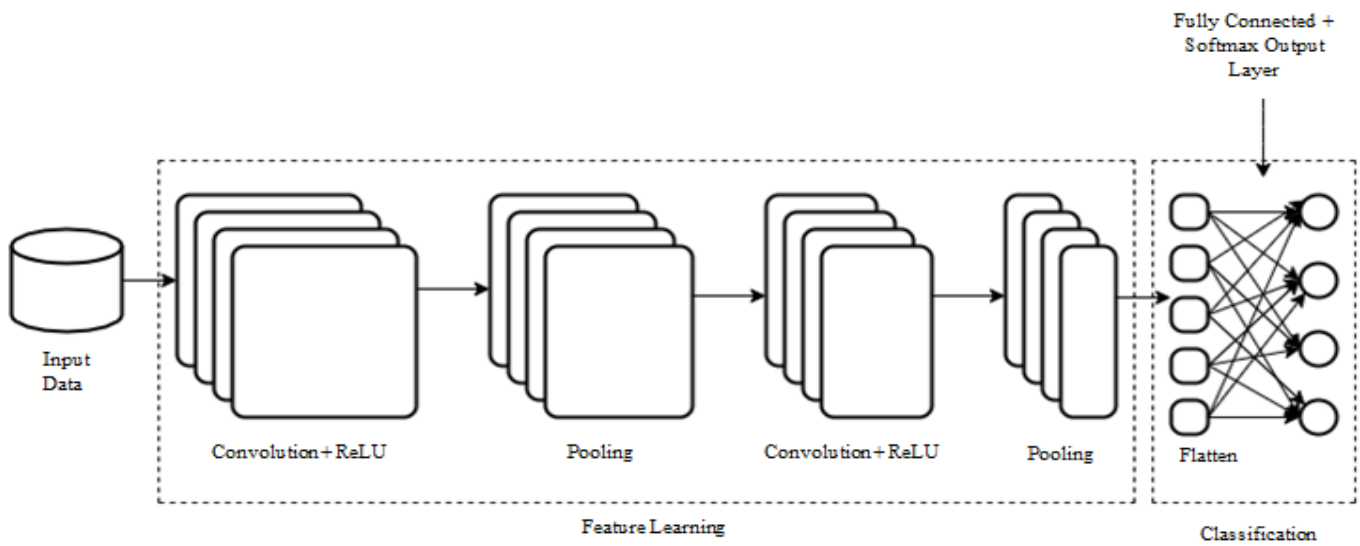 Fully Connected +
Softmax Output
Layer
Input
Data
Convolution+ReLU
Pooling
Convolution+ReLU
Pooling
Flatten
Feature Learning
Classification